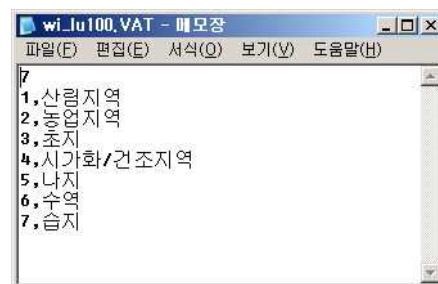 wi_lu100.VAT - 메모장
파일(F) 편집(E) 서식(O) 보기(V) 도움말(H)
7
1,산림지역
2,농업지역
3,초지
4,시가화/건조지역
5,나지
6,수역
7,습지